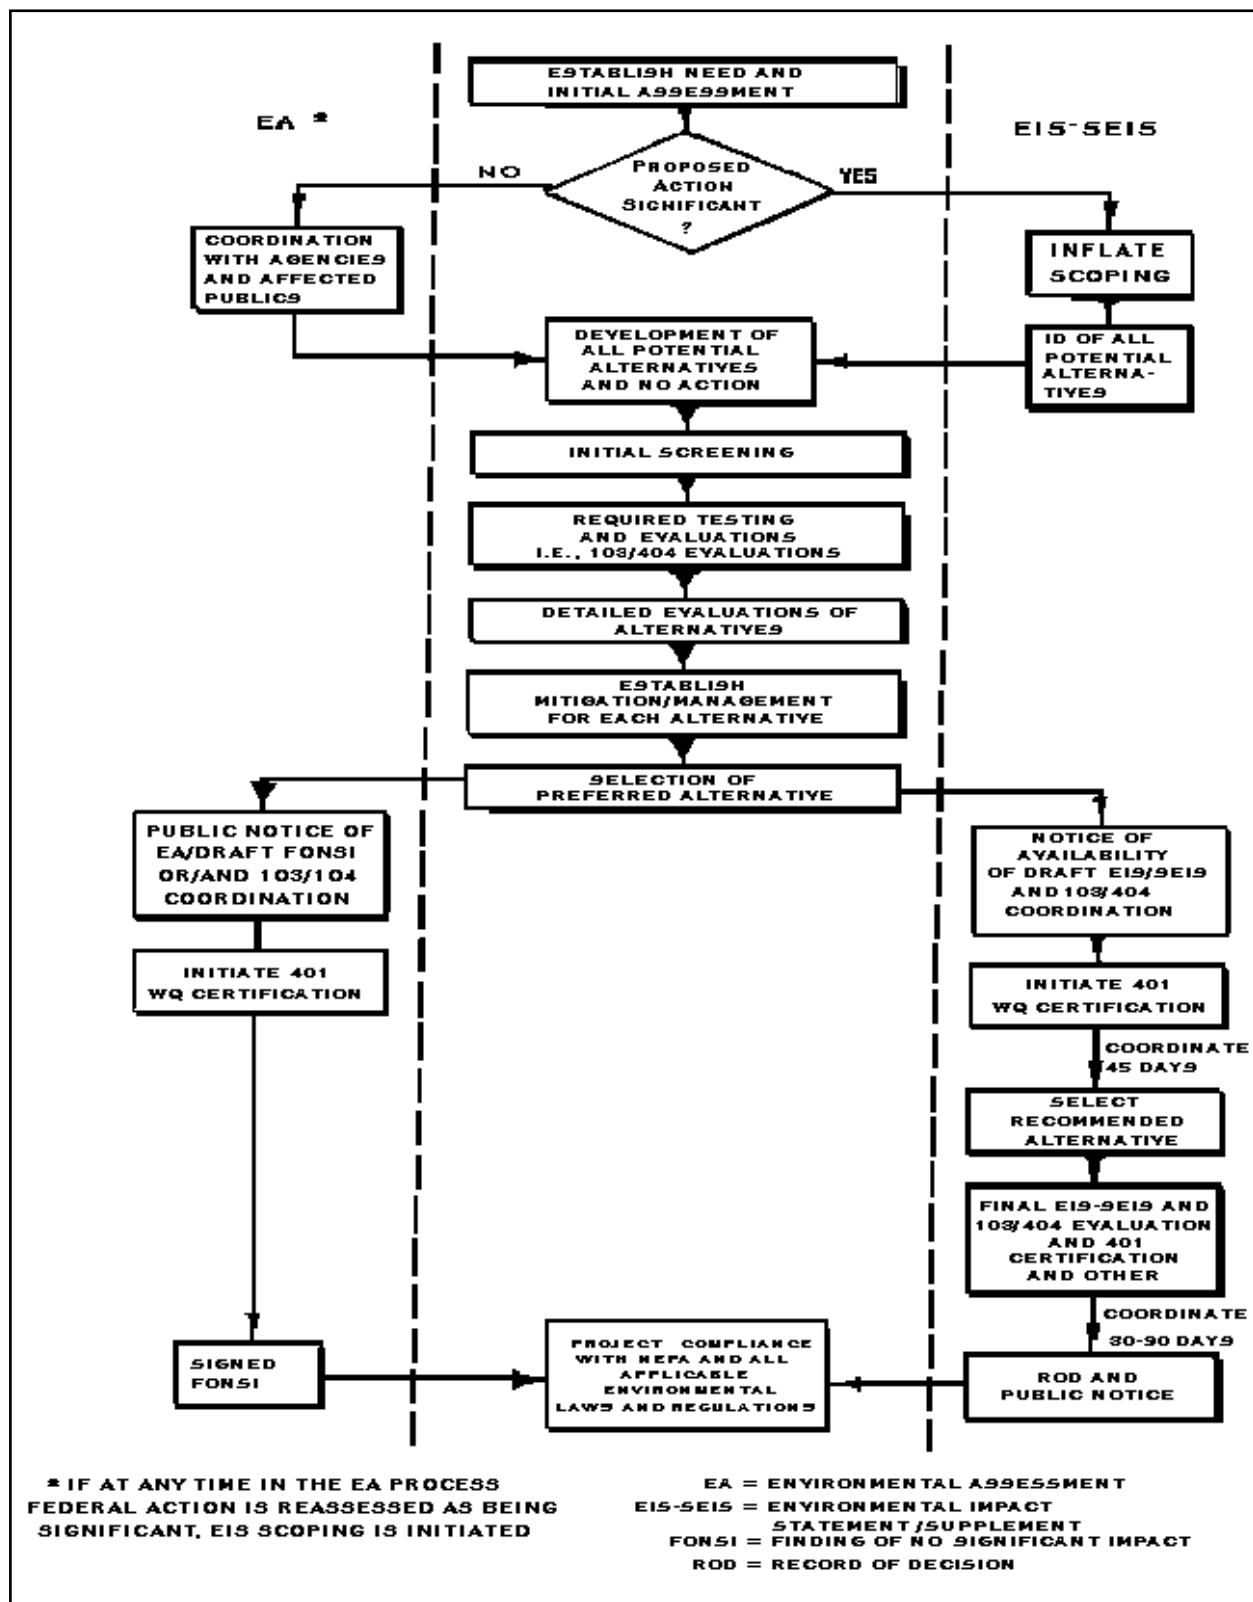 ESTABLISH NEED AND
INITIAL ASSESSMENT
EA *
EIS-SEIS
PROPOSED
ACTION
SIGNIFICANT
?
NO
YES
COORDINATION
WITH AGENCIES
AND AFFECTED
PUBLICS
INFLATE
SCOPING
DEVELOPMENT OF
ALL POTENTIAL
ALTERNATIVES
AND NO ACTION
ID OF ALL
POTENTIAL
ALTERNA-
TIVES
INITIAL SCREENING
REQUIRED TESTING
AND EVALUATIONS
I.E., 103/404 EVALUATIONS
DETAILED EVALUATIONS OF
ALTERNATIVES
ESTABLISH
MITIGATION/MANAGEMENT
FOR EACH ALTERNATIVE
SELECTION OF
PREFERRED ALTERNATIVE
PUBLIC NOTICE OF
EA/DRAFT FONSI
OR/AND 103/104
COORDINATION
INITIATE 401
WQ CERTIFICATION
NOTICE OF
AVAILABILITY
OF DRAFT EIS/SEIS
AND 103/404
COORDINATION
INITIATE 401
WQ CERTIFICATION
COORDINATE
45 DAYS
SELECT
RECOMMENDED
ALTERNATIVE
FINAL EIS-SEIS AND
103/404 EVALUATION
AND 401
CERTIFICATION
AND OTHER
COORDINATE
30-90 DAYS
SIGNED
FONSI
PROJECT COMPLIANCE
WITH NEPA AND ALL
APPLICABLE
ENVIRONMENTAL
LAWS AND REGULATIONS
ROD AND
PUBLIC NOTICE
* IF AT ANY TIME IN THE EA PROCESS
FEDERAL ACTION IS REASSESSED AS BEING
SIGNIFICANT, EIS SCOPING IS INITIATED
EA = ENVIRONMENTAL ASSESSMENT
EIS-SEIS = ENVIRONMENTAL IMPACT
STATEMENT/SUPPLEMENT
FONSI = FINDING OF NO SIGNIFICANT IMPACT
ROD = RECORD OF DECISION